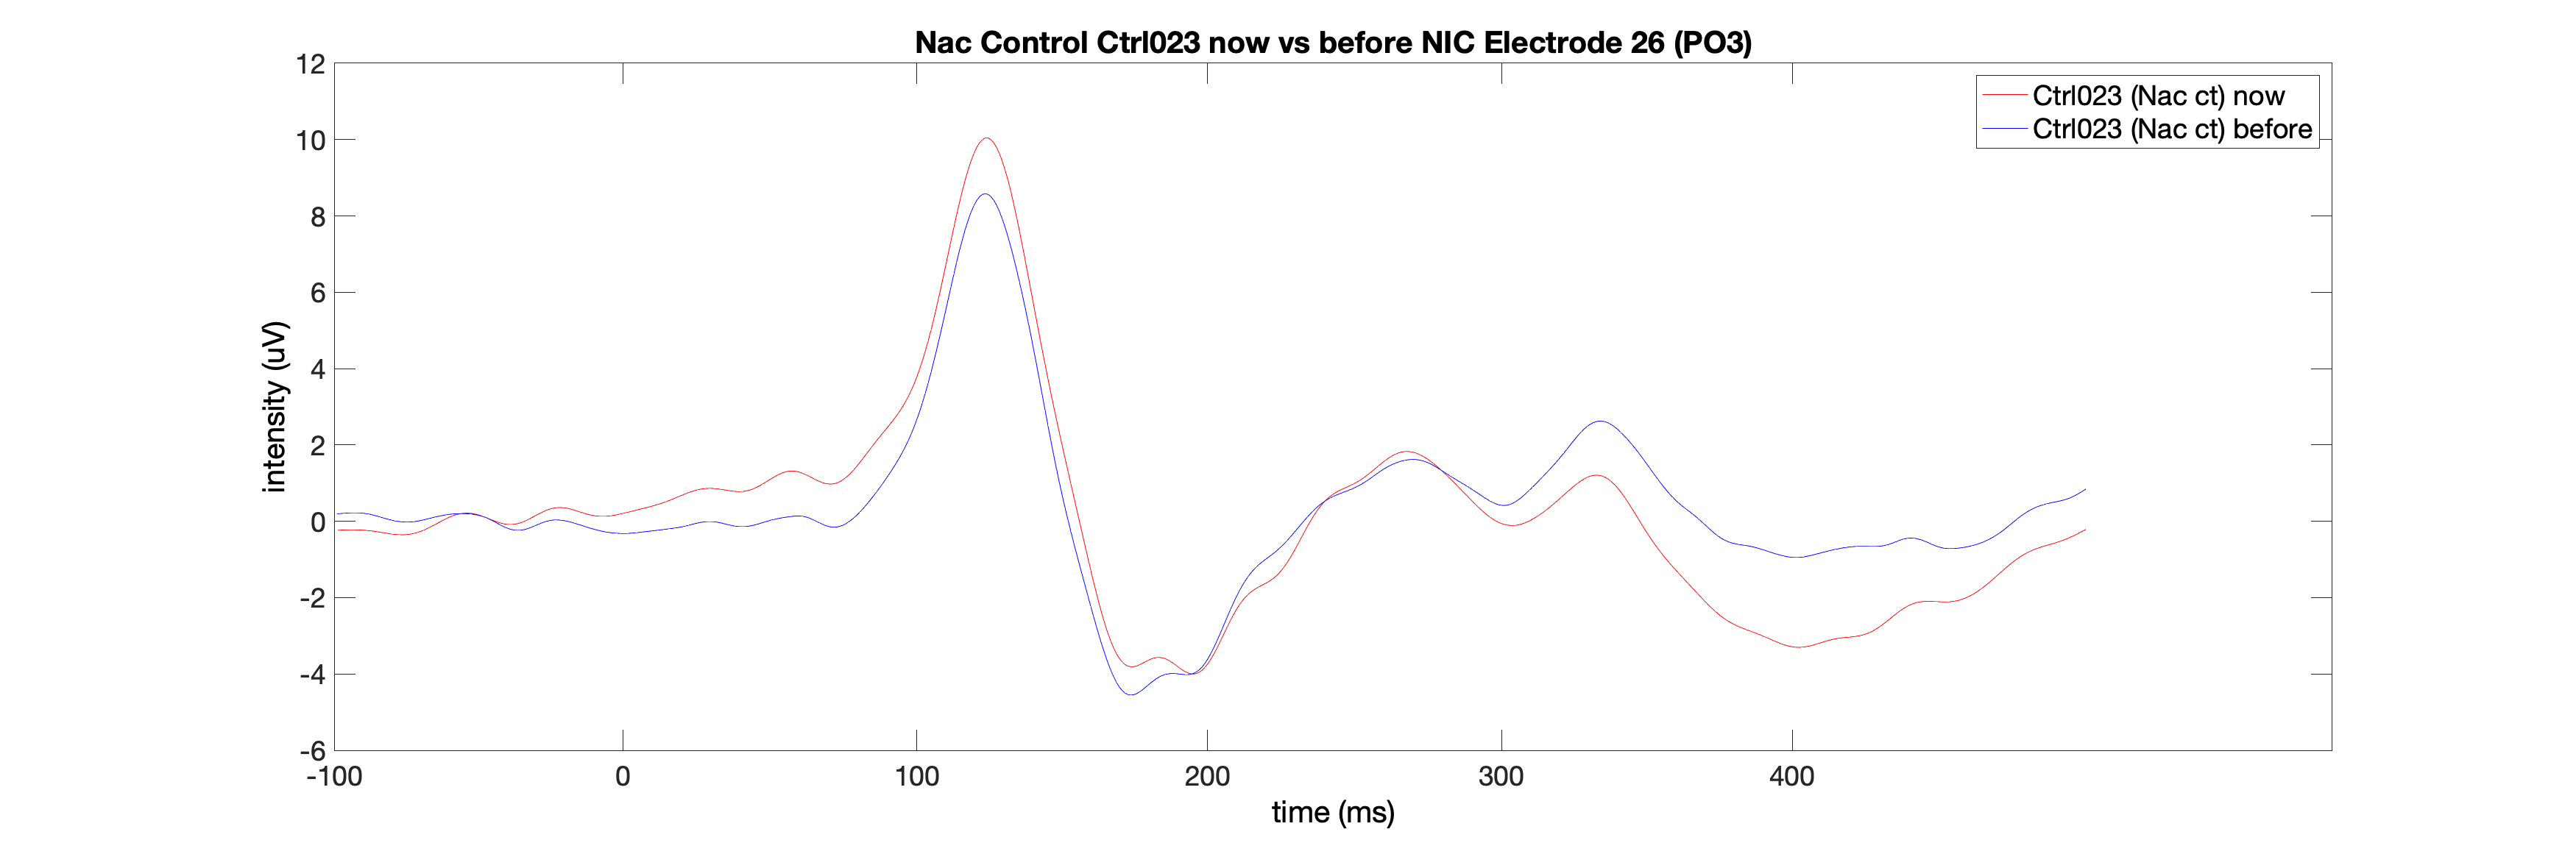 Nac Control Ctrl023 now vs before NIC Electrode 26 (PO3)
12
10
8
6
4
2
0
-2
-4
-6
intensity (uV)
Ctrl023 (Nac ct) now
Ctrl023 (Nac ct) before
-100 0 100 200 300 400
time (ms)